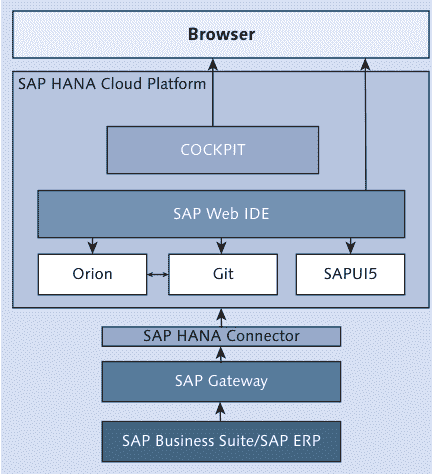 Browser
SAP HANA Cloud Platform
COCKPIT
SAP Web IDE
Orion
Git
SAPUI5
SAP HANA Connector
SAP Gateway
SAP Business Suite/SAP ERP